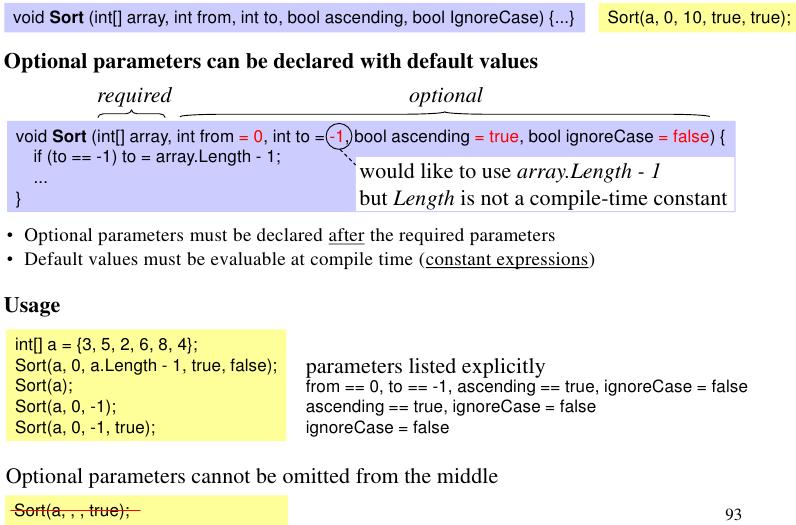 void Sort (int[] array, int from, int to, bool ascending, bool IgnoreCase) {...}
Sort(a, 0, 10, true, true);
Optional parameters can be declared with default values
required optional
void Sort (int[] array, int from = 0, int to = -1, bool ascending = true, bool ignoreCase = false) {
if (to == -1) to = array.Length - 1;
...
}
would like to use array.Length - 1
but Length is not a compile-time constant
• Optional parameters must be declared after the required parameters
• Default values must be evaluable at compile time (constant expressions)
Usage
int[] a = {3, 5, 2, 6, 8, 4};
Sort(a, 0, a.Length - 1, true, false); parameters listed explicitly
Sort(a); from == 0, to == -1, ascending == true, ignoreCase = false
Sort(a, 0, -1); ascending == true, ignoreCase = false
Sort(a, 0, -1, true); ignoreCase = false
Optional parameters cannot be omitted from the middle
Sort(a, , , true);
93